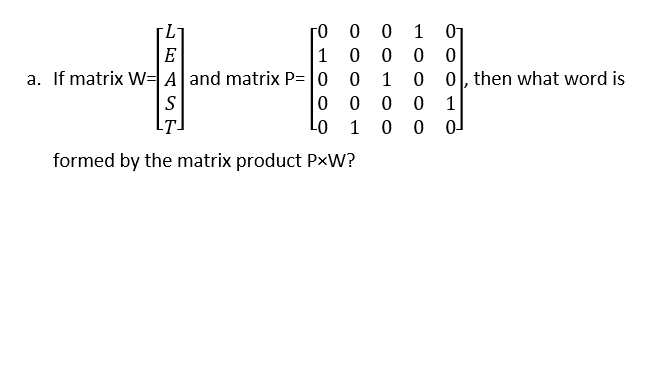 a. If matrix W=[L E A S T] and matrix P=[0 0 0 1 0
1 0 0 0 0
0 0 1 0 0
0 0 0 0 1
0 1 0 0 0], then what word is
formed by the matrix product P×W?